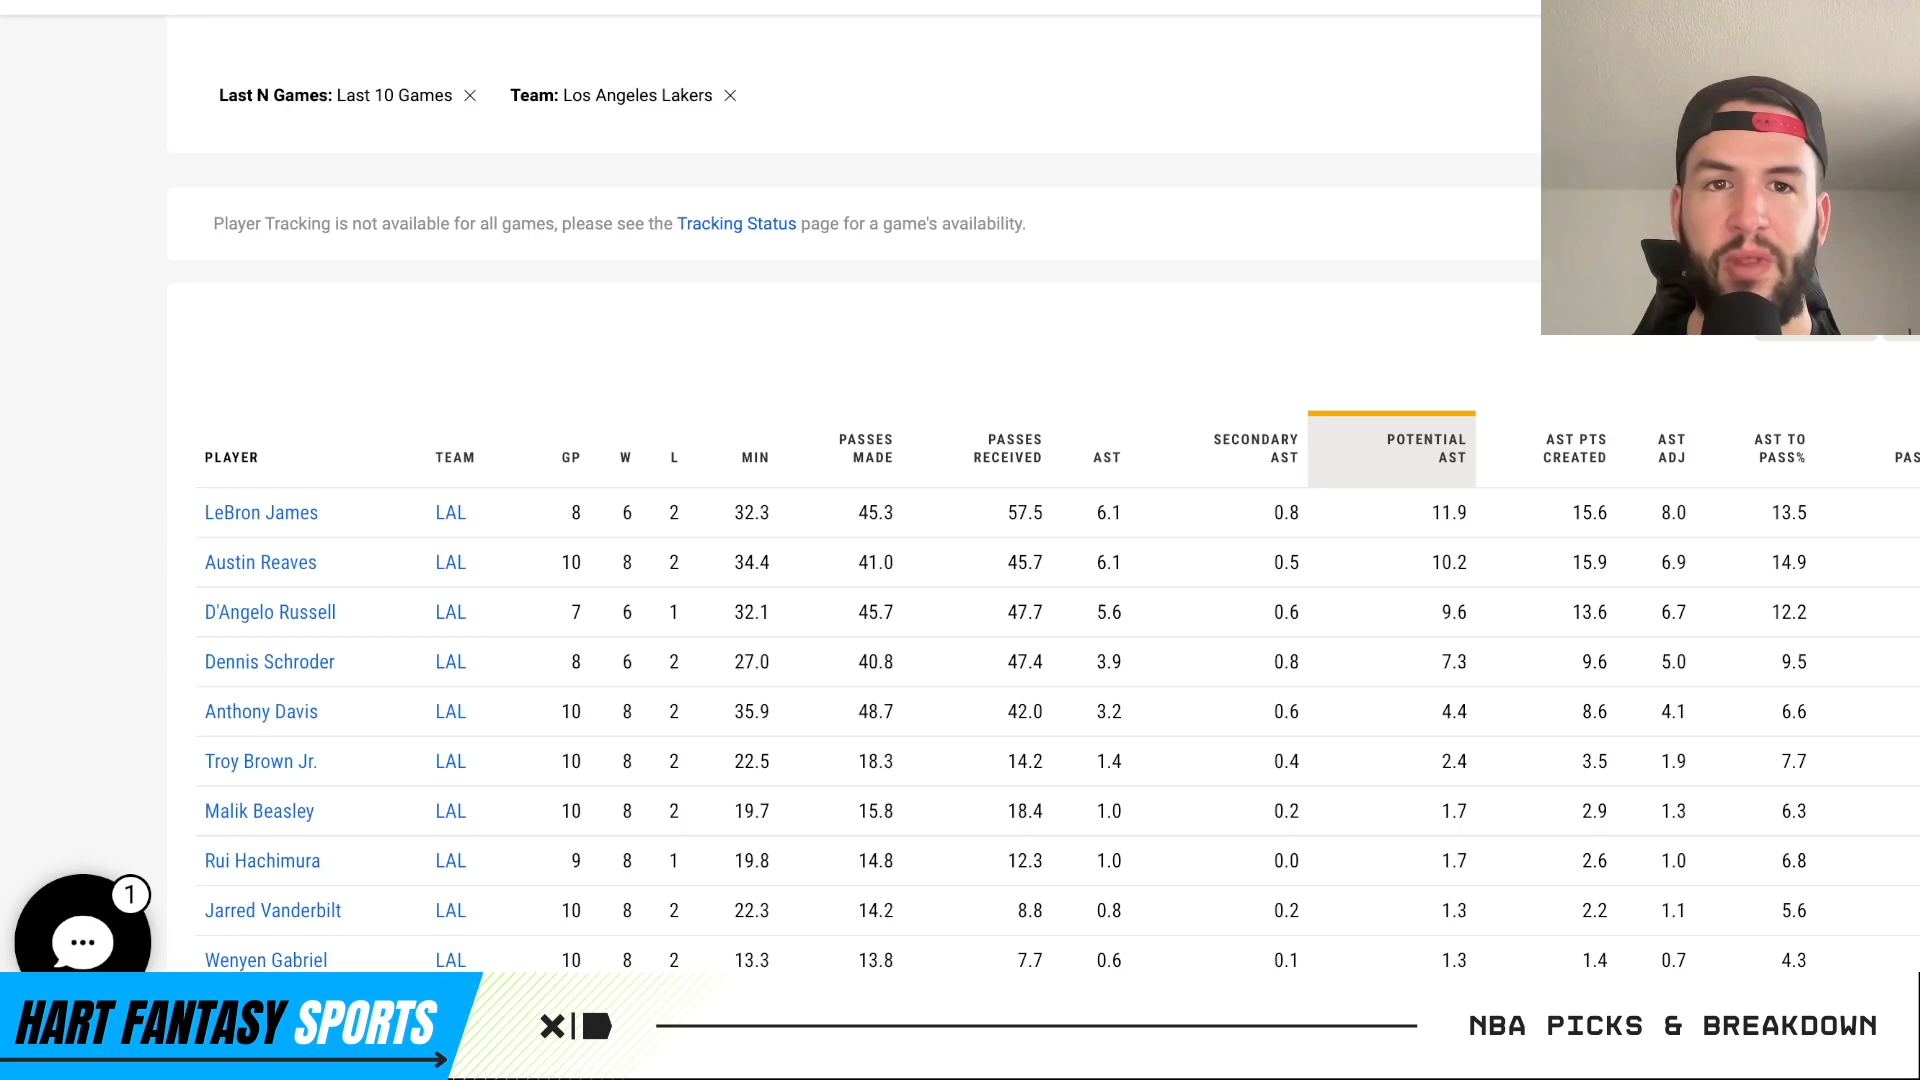 Last N Games: Last 10 Games × Team: Los Angeles Lakers ×
Player Tracking is not available for all games, please see the Tracking Status page for a game's availability.
PLAYER TEAM GP W L MIN PASSES MADE PASSES RECEIVED AST SECONDARY AST POTENTIAL AST AST PTS CREATED AST ADJ AST TO PASS%
LeBron James LAL 8 6 2 32.3 45.3 57.5 6.1 0.8 11.9 15.6 8.0 13.5
Austin Reaves LAL 10 8 2 34.4 41.0 45.7 6.1 0.5 10.2 15.9 6.9 14.9
D'Angelo Russell LAL 7 6 1 32.1 45.7 47.7 5.6 0.6 9.6 13.6 6.7 12.2
Dennis Schroder LAL 8 6 2 27.0 40.8 47.4 3.9 0.8 7.3 9.6 5.0 9.5
Anthony Davis LAL 10 8 2 35.9 48.7 42.0 3.2 0.6 4.4 8.6 4.1 6.6
Troy Brown Jr. LAL 10 8 2 22.5 18.3 14.2 1.4 0.4 2.4 3.5 1.9 7.7
Malik Beasley LAL 10 8 2 19.7 15.8 18.4 1.0 0.2 1.7 2.9 1.3 6.3
Rui Hachimura LAL 9 8 1 19.8 14.8 12.3 1.0 0.0 1.7 2.6 1.0 6.8
Jarred Vanderbilt LAL 10 8 2 22.3 14.2 8.8 0.8 0.2 1.3 2.2 1.1 5.6
Wenyen Gabriel LAL 10 8 2 13.3 13.8 7.7 0.6 0.1 1.3 1.4 0.7 4.3
1
HART FANTASY SPORTS
NBA PICKS & BREAKDOWN